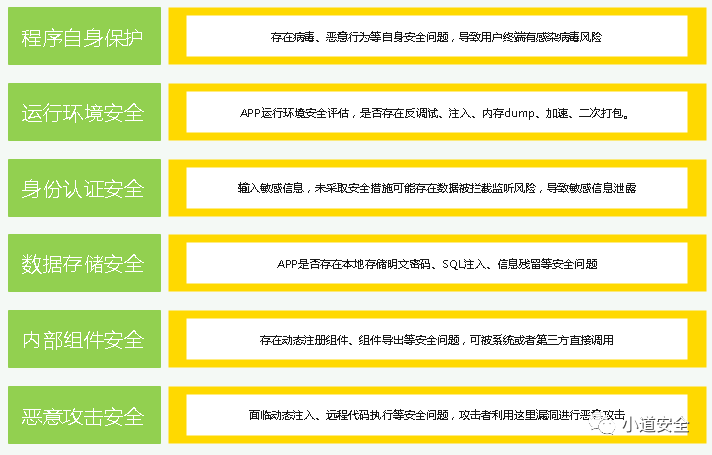 程序自身保护
存在病毒、恶意行为等自身安全问题，导致用户终端有感染病毒风险
运行环境安全
APP运行环境安全评估，是否存在反调试、注入、内存dump、加速、二次打包。
身份认证安全
输入敏感信息，未采取安全措施可能存在数据被拦截监听风险，导致敏感信息泄露
数据存储安全
APP是否存在本地存储明文密码、SQL注入、信息残留等安全问题
内部组件安全
存在动态注册组件、组件导出等安全问题，可被系统或者第三方直接调用
恶意攻击安全
面临动态注入、远程代码执行等安全问题，攻击者利用这里漏洞进行恶意攻击
小道安全